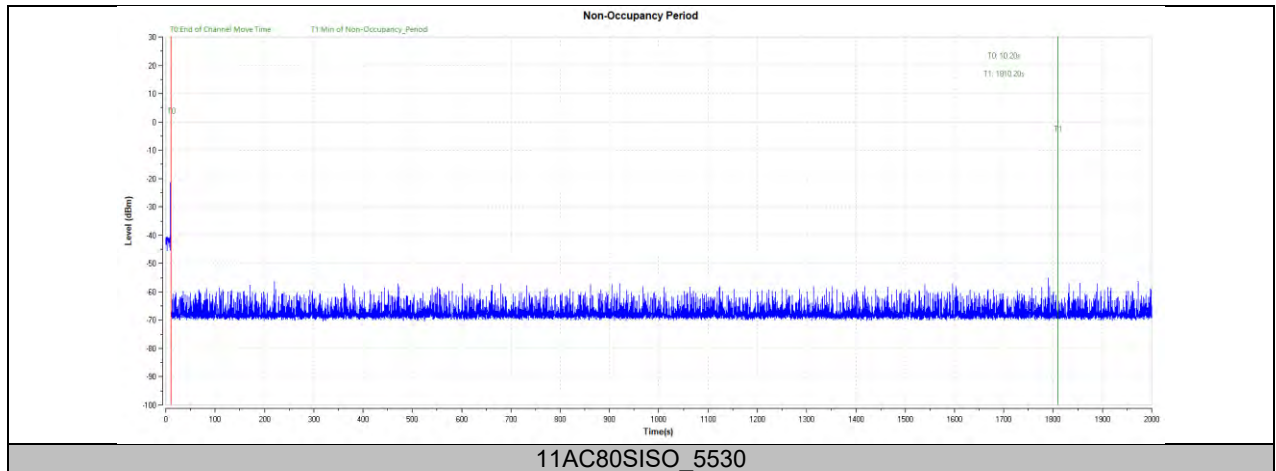 Non-Occupancy Period
T0:End of Channel Move Time T1:Min of Non-Occupancy_Period
T0: 10.20s
T1: 1810.20s
T0
T1
Level (dBm)
30
20
10
0
-10
-20
-30
-40
-50
-60
-70
-80
-90
-100
0 100 200 300 400 500 600 700 800 900 1000 1100 1200 1300 1400 1500 1600 1700 1800 1900 2000
Time(s)
11AC80SISO_5530